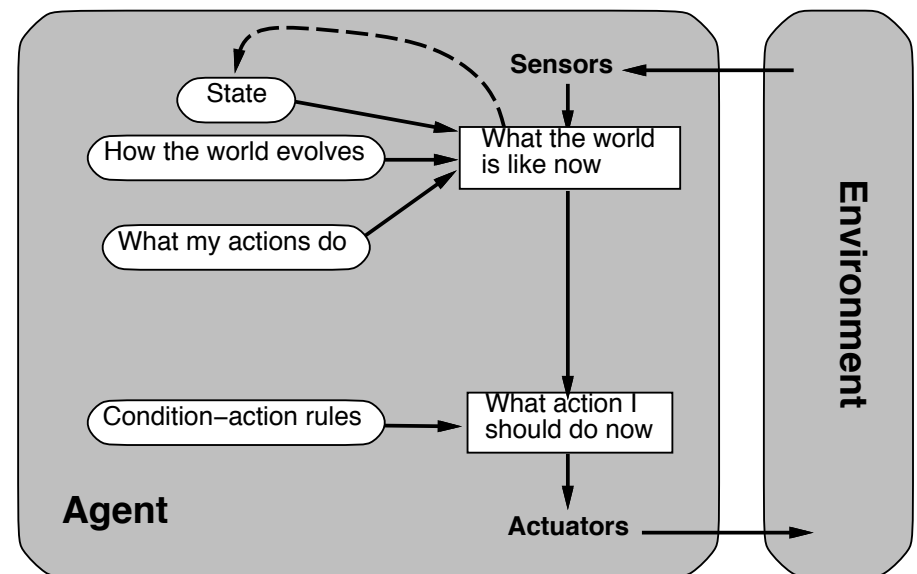 Sensors
State
What the world
is like now
How the world evolves
What my actions do
Environment
Condition−action rules
What action I
should do now
Agent
Actuators